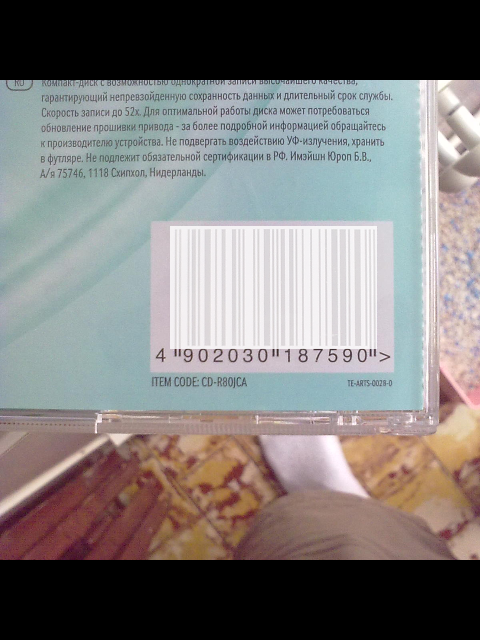 RU
Компакт-диск с возможностью однократной записи высочайшего качества,
гарантирующий непревзойденную сохранность данных и длительный срок службы.
Скорость записи до 52х. Для оптимальной работы диска может потребоваться
обновление прошивки привода - за более подробной информацией обращайтесь
к производителю устройства. Не подвергать воздействию УФ-излучения, хранить
в футляре. Не подлежит обязательной сертификации в РФ. Имэйшн Юроп Б.В.,
А/я 75746, 1118 Схипхол, Нидерланды.
4 "902030"187590">
ITEM CODE: CD-R80JCA
TE-ARTS-0028-0